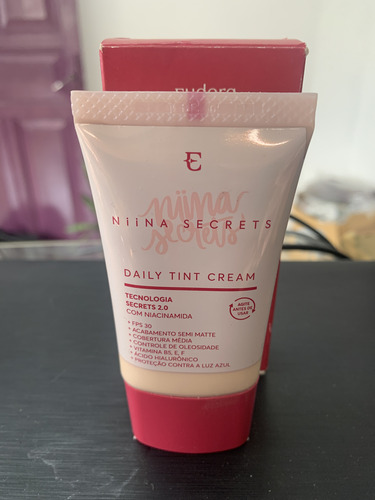 eudora
E
niina
secrets
NiiNA SECRETS
DAILY TINT CREAM
TECNOLOGIA
SECRETS 2.0
COM NIACINAMIDA
+ FPS 30
+ ACABAMENTO SEMI MATTE
+ COBERTURA MÉDIA
+ CONTROLE DE OLEOSIDADE
+ VITAMINA B5, E, F
+ ÁCIDO HIALURÔNICO
+ PROTEÇÃO CONTRA A LUZ AZUL
AGITE
ANTES DE
USAR